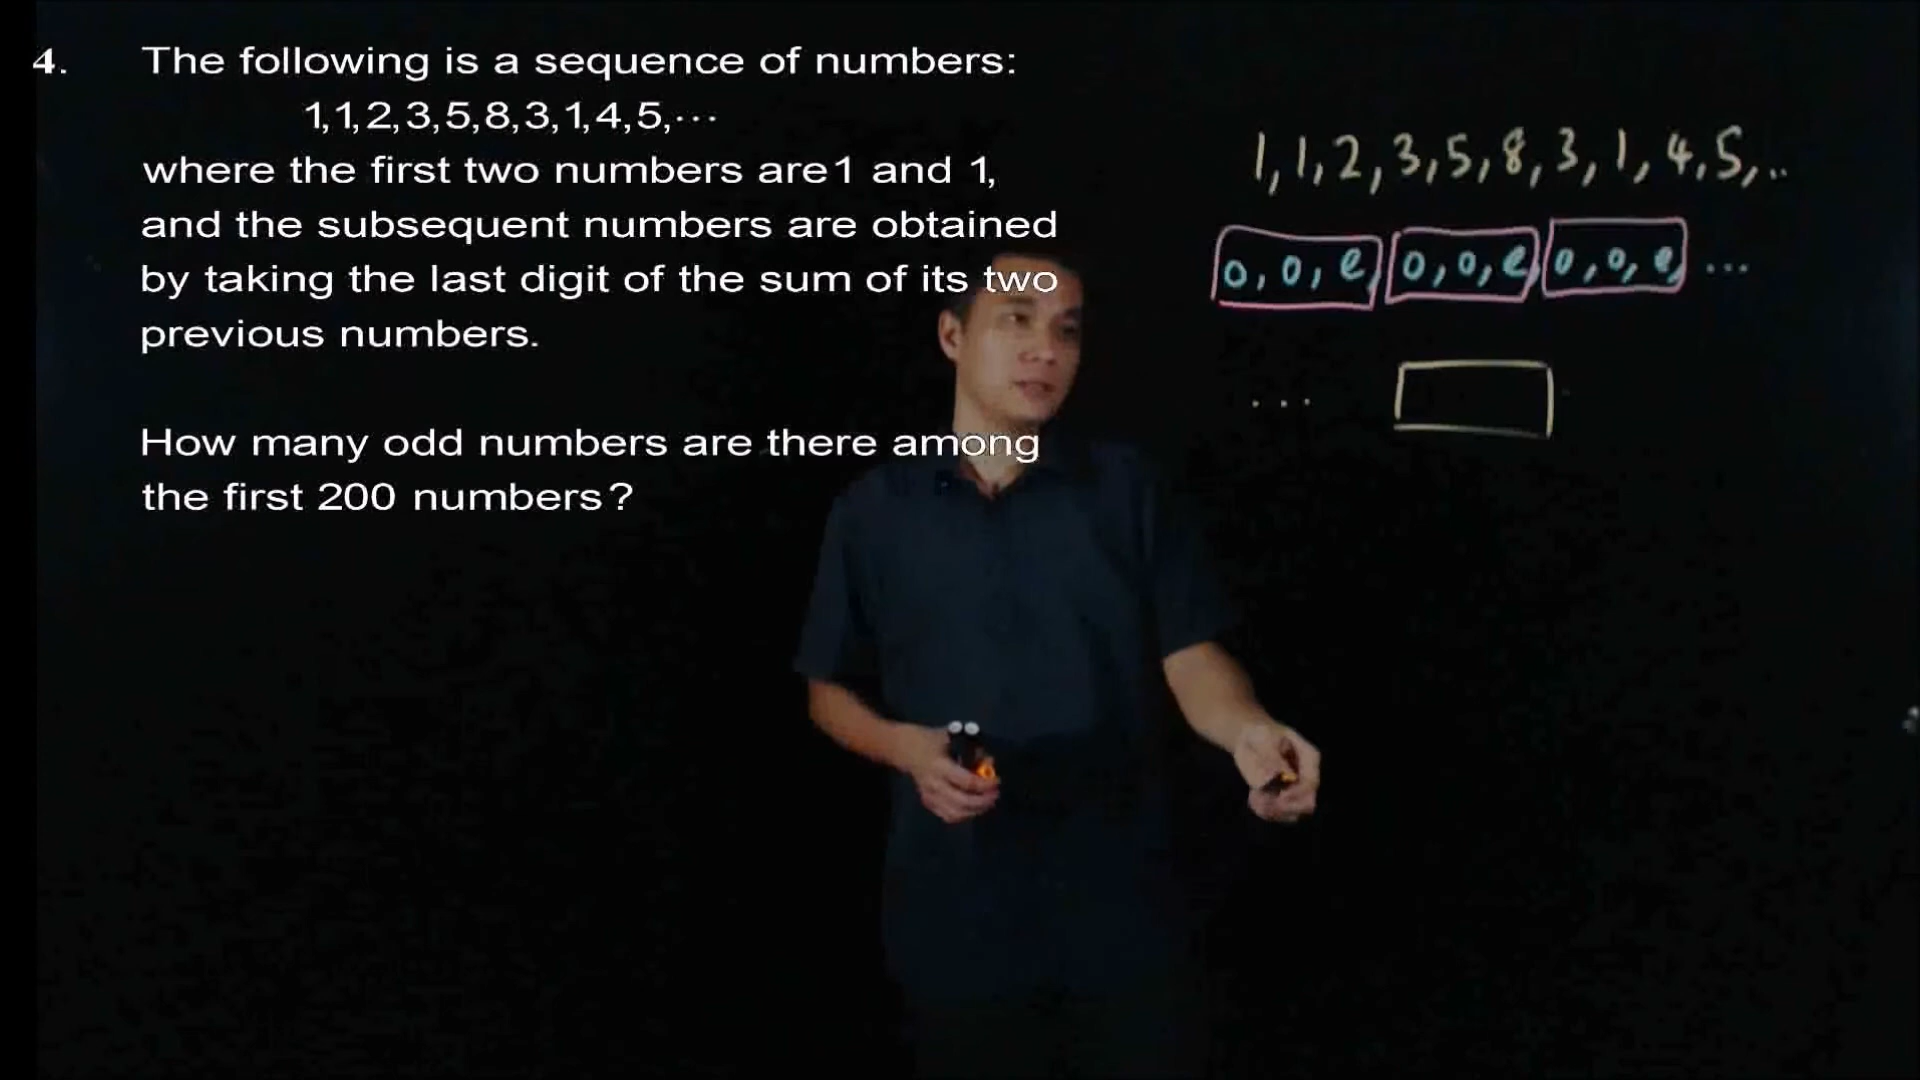 4. The following is a sequence of numbers:
1,1,2,3,5,8,3,1,4,5,⋯
where the first two numbers are1 and 1,
and the subsequent numbers are obtained
by taking the last digit of the sum of its two
previous numbers.
How many odd numbers are there among
the first 200 numbers?
1,1,2,3,5,8,3,1,4,5,..
o,o,e,o,o,e,o,o,e,...
...